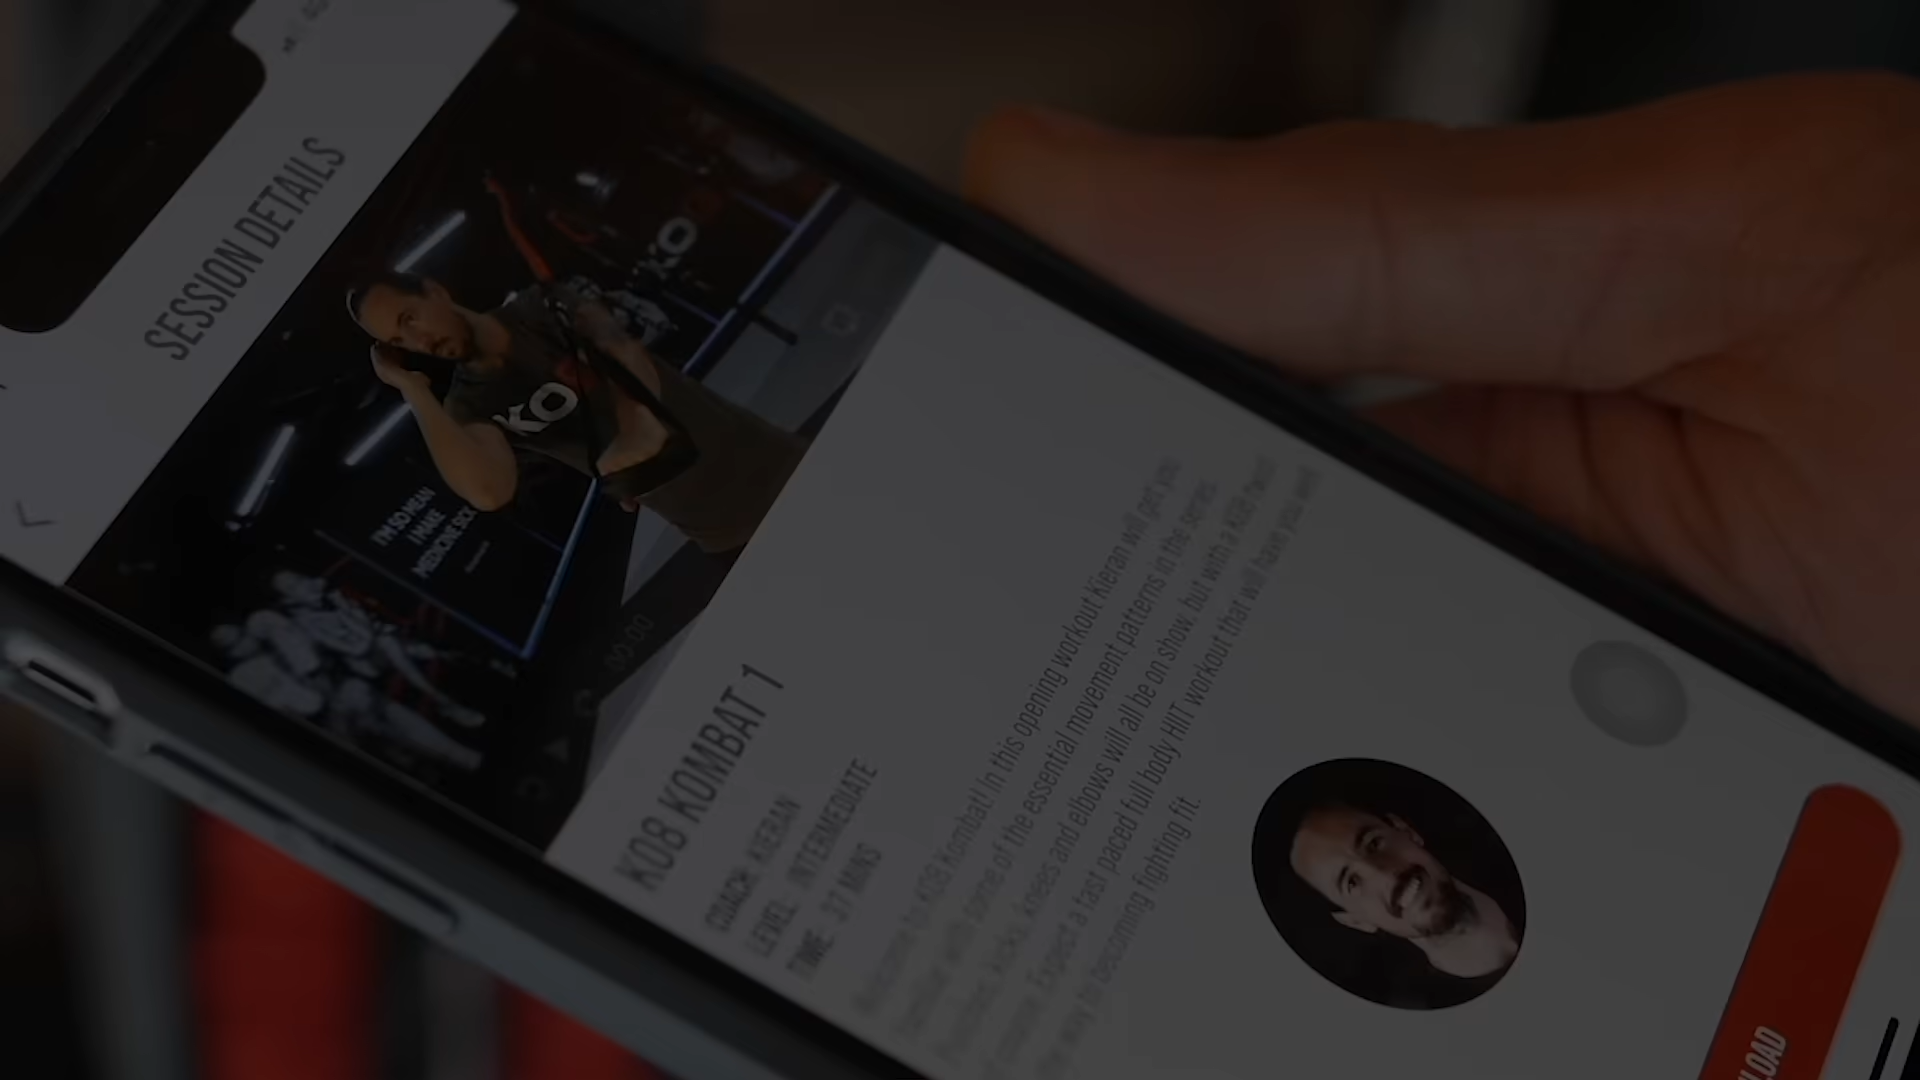 SESSION DETAILS
KO
KO
I'M SO MEAN
I MAKE
MEDICINE SICK
00:00
KO8 KOMBAT 1
COACH: KIERAN
LEVEL: INTERMEDIATE
TIME: 37 MINS
Welcome to KO8 Kombat! In this opening workout Kieran will get you
familiar with some of the essential movement patterns in the series.
Punches, kicks, knees and elbows will all be on show, but with a KO8 twist
of course. Expect a fast paced full body HIIT workout that will have you well
the way to becoming fighting fit.
LOAD